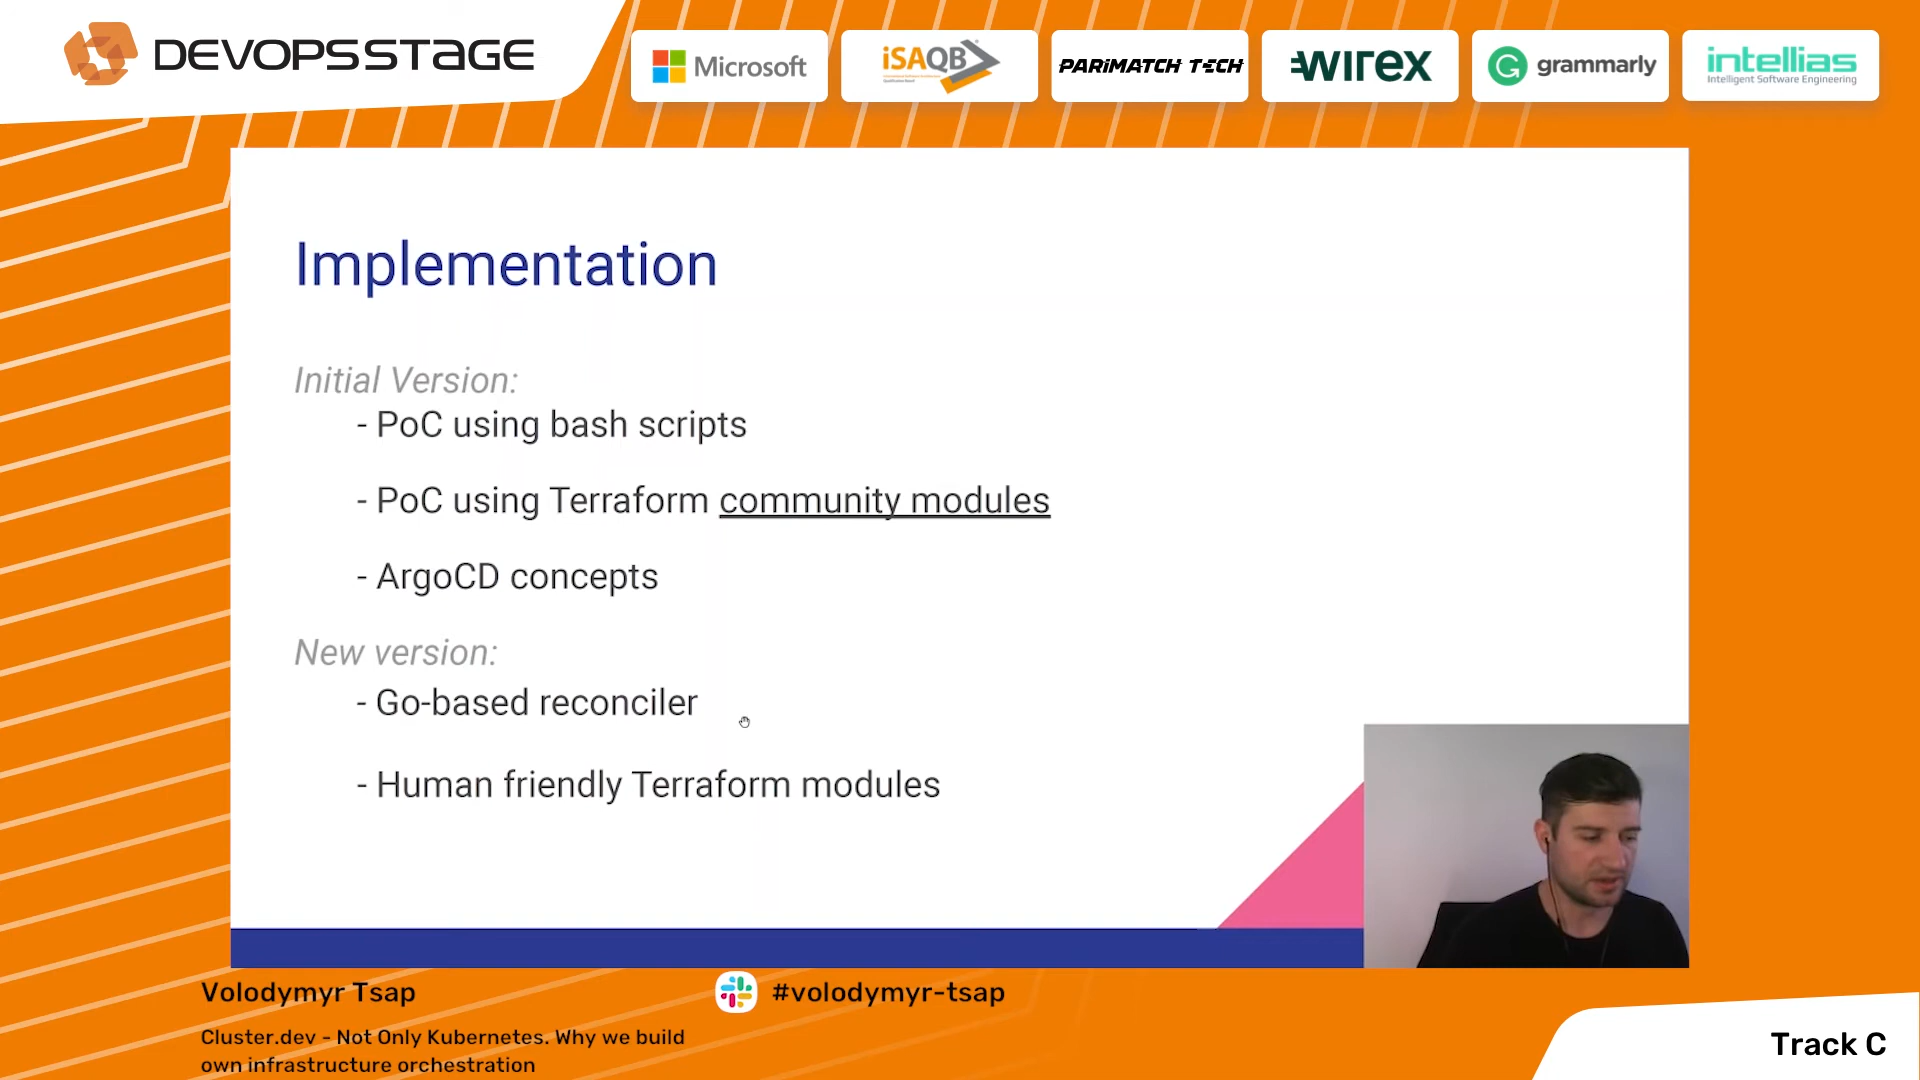 DEVOPSSTAGE
Microsoft
iSAQB
PARIMATCH TECH
WIREX
grammarly
intellias
Intelligent Software Engineering
Implementation
Initial Version:
- PoC using bash scripts
- PoC using Terraform community modules
- ArgoCD concepts
New version:
- Go-based reconciler
- Human friendly Terraform modules
Volodymyr Tsap
#volodymyr-tsap
Cluster.dev - Not Only Kubernetes. Why we build
own infrastructure orchestration
Track C